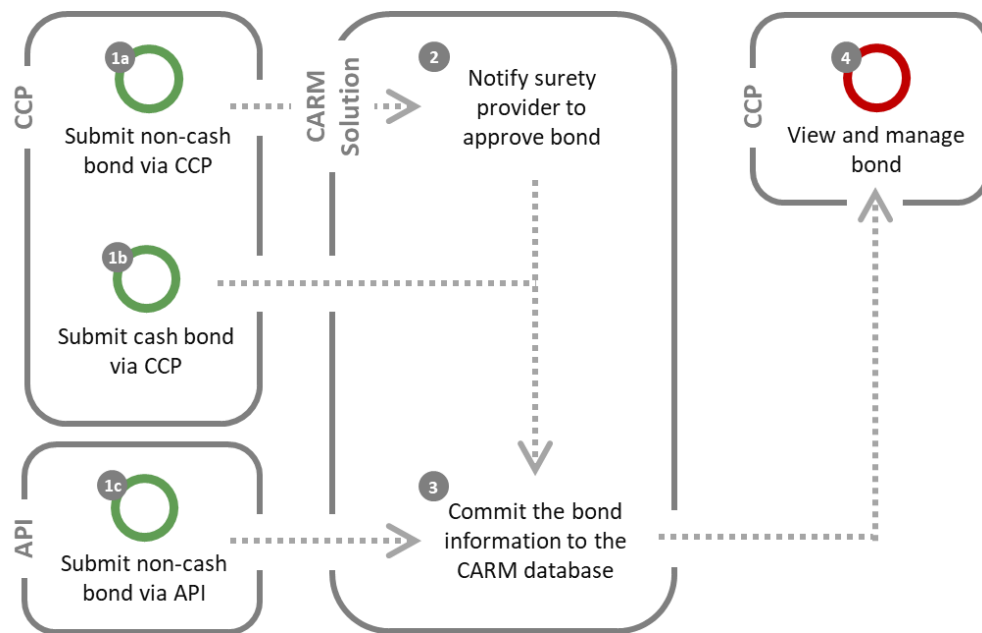 CCP
1a
Submit non-cash
bond via CCP
1b
Submit cash bond
via CCP
API
1c
Submit non-cash
bond via API
CARM
Solution
2
Notify surety
provider to
approve bond
3
Commit the bond
information to the
CARM database
CCP
4
View and manage
bond